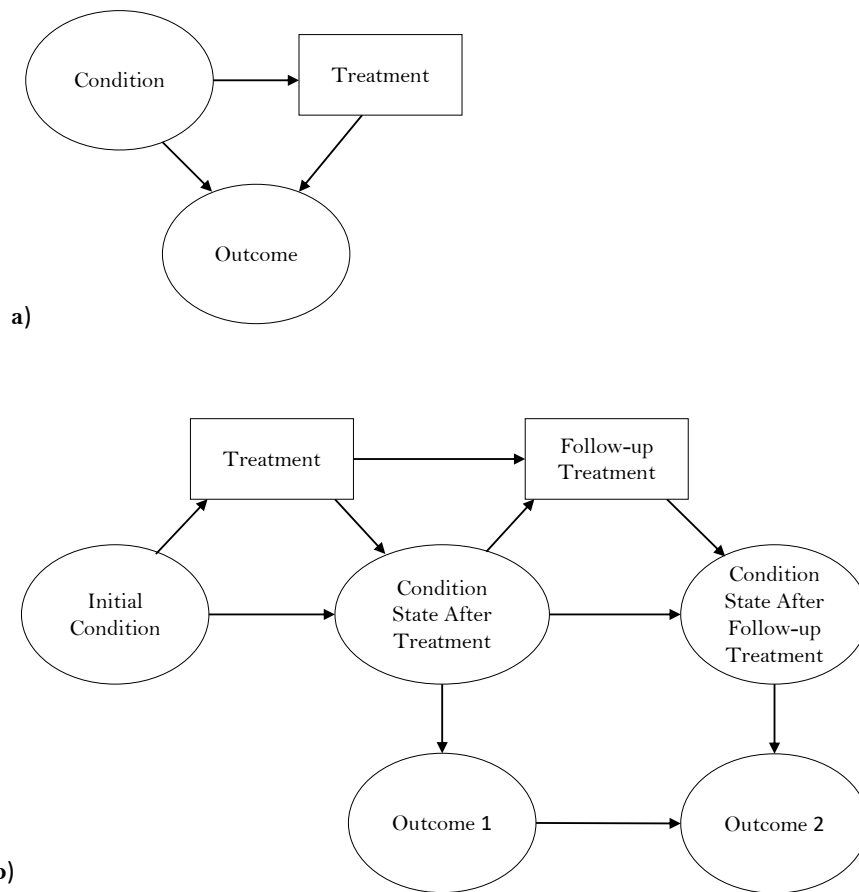 Condition
Treatment
Outcome
a)
Treatment
Follow-up
Treatment
Initial
Condition
Condition
State After
Treatment
Condition
State After
Follow-up
Treatment
Outcome 1
Outcome 2
b)